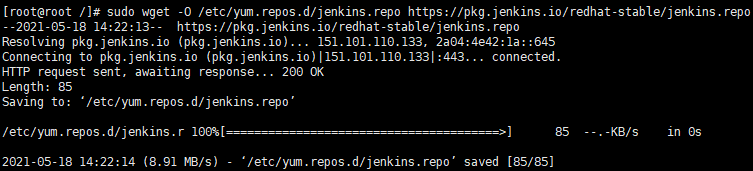 [root@root /]# sudo wget -O /etc/yum.repos.d/jenkins.repo https://pkg.jenkins.io/redhat-stable/jenkins.repo
--2021-05-18 14:22:13--  https://pkg.jenkins.io/redhat-stable/jenkins.repo
Resolving pkg.jenkins.io (pkg.jenkins.io)... 151.101.110.133, 2a04:4e42:1a::645
Connecting to pkg.jenkins.io (pkg.jenkins.io)|151.101.110.133|:443... connected.
HTTP request sent, awaiting response... 200 OK
Length: 85
Saving to: ‘/etc/yum.repos.d/jenkins.repo’
/etc/yum.repos.d/jenkins.r 100%[=======================================>]      85  --.-KB/s    in 0s
2021-05-18 14:22:14 (8.91 MB/s) - ‘/etc/yum.repos.d/jenkins.repo’ saved [85/85]